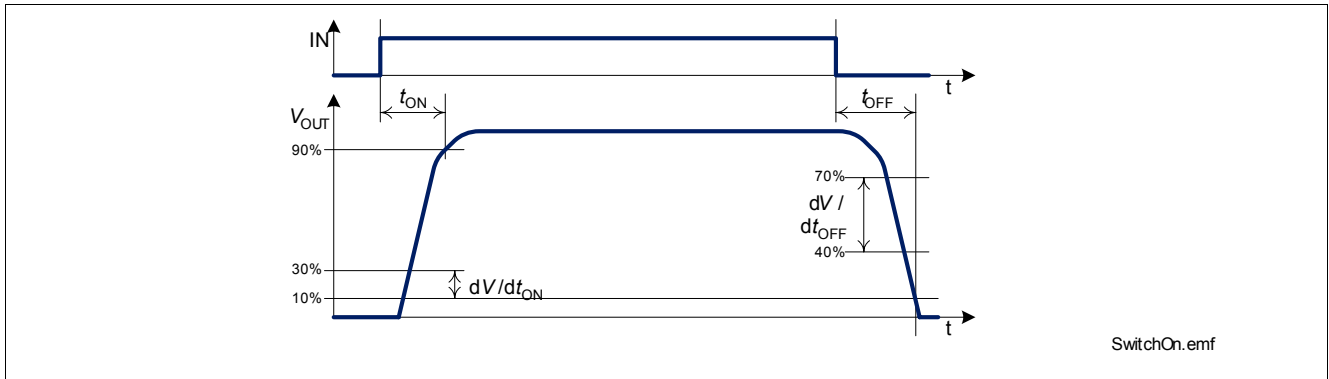 IN
t
tON
tOFF
VOUT
90%
70%
dV /
dtOFF
40%
30%
dV/dtON
10%
t
SwitchOn.emf